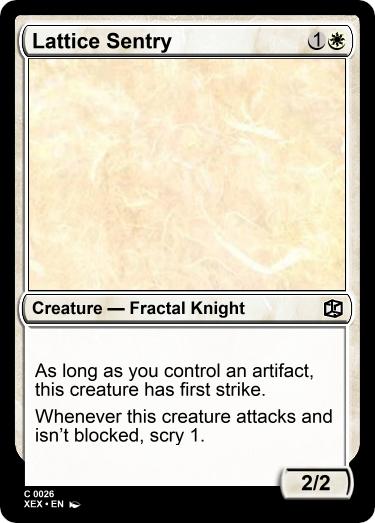 Lattice Sentry 1
Creature — Fractal Knight
As long as you control an artifact,
this creature has first strike.
Whenever this creature attacks and
isn't blocked, scry 1.
2/2
C 0026
XEX • EN